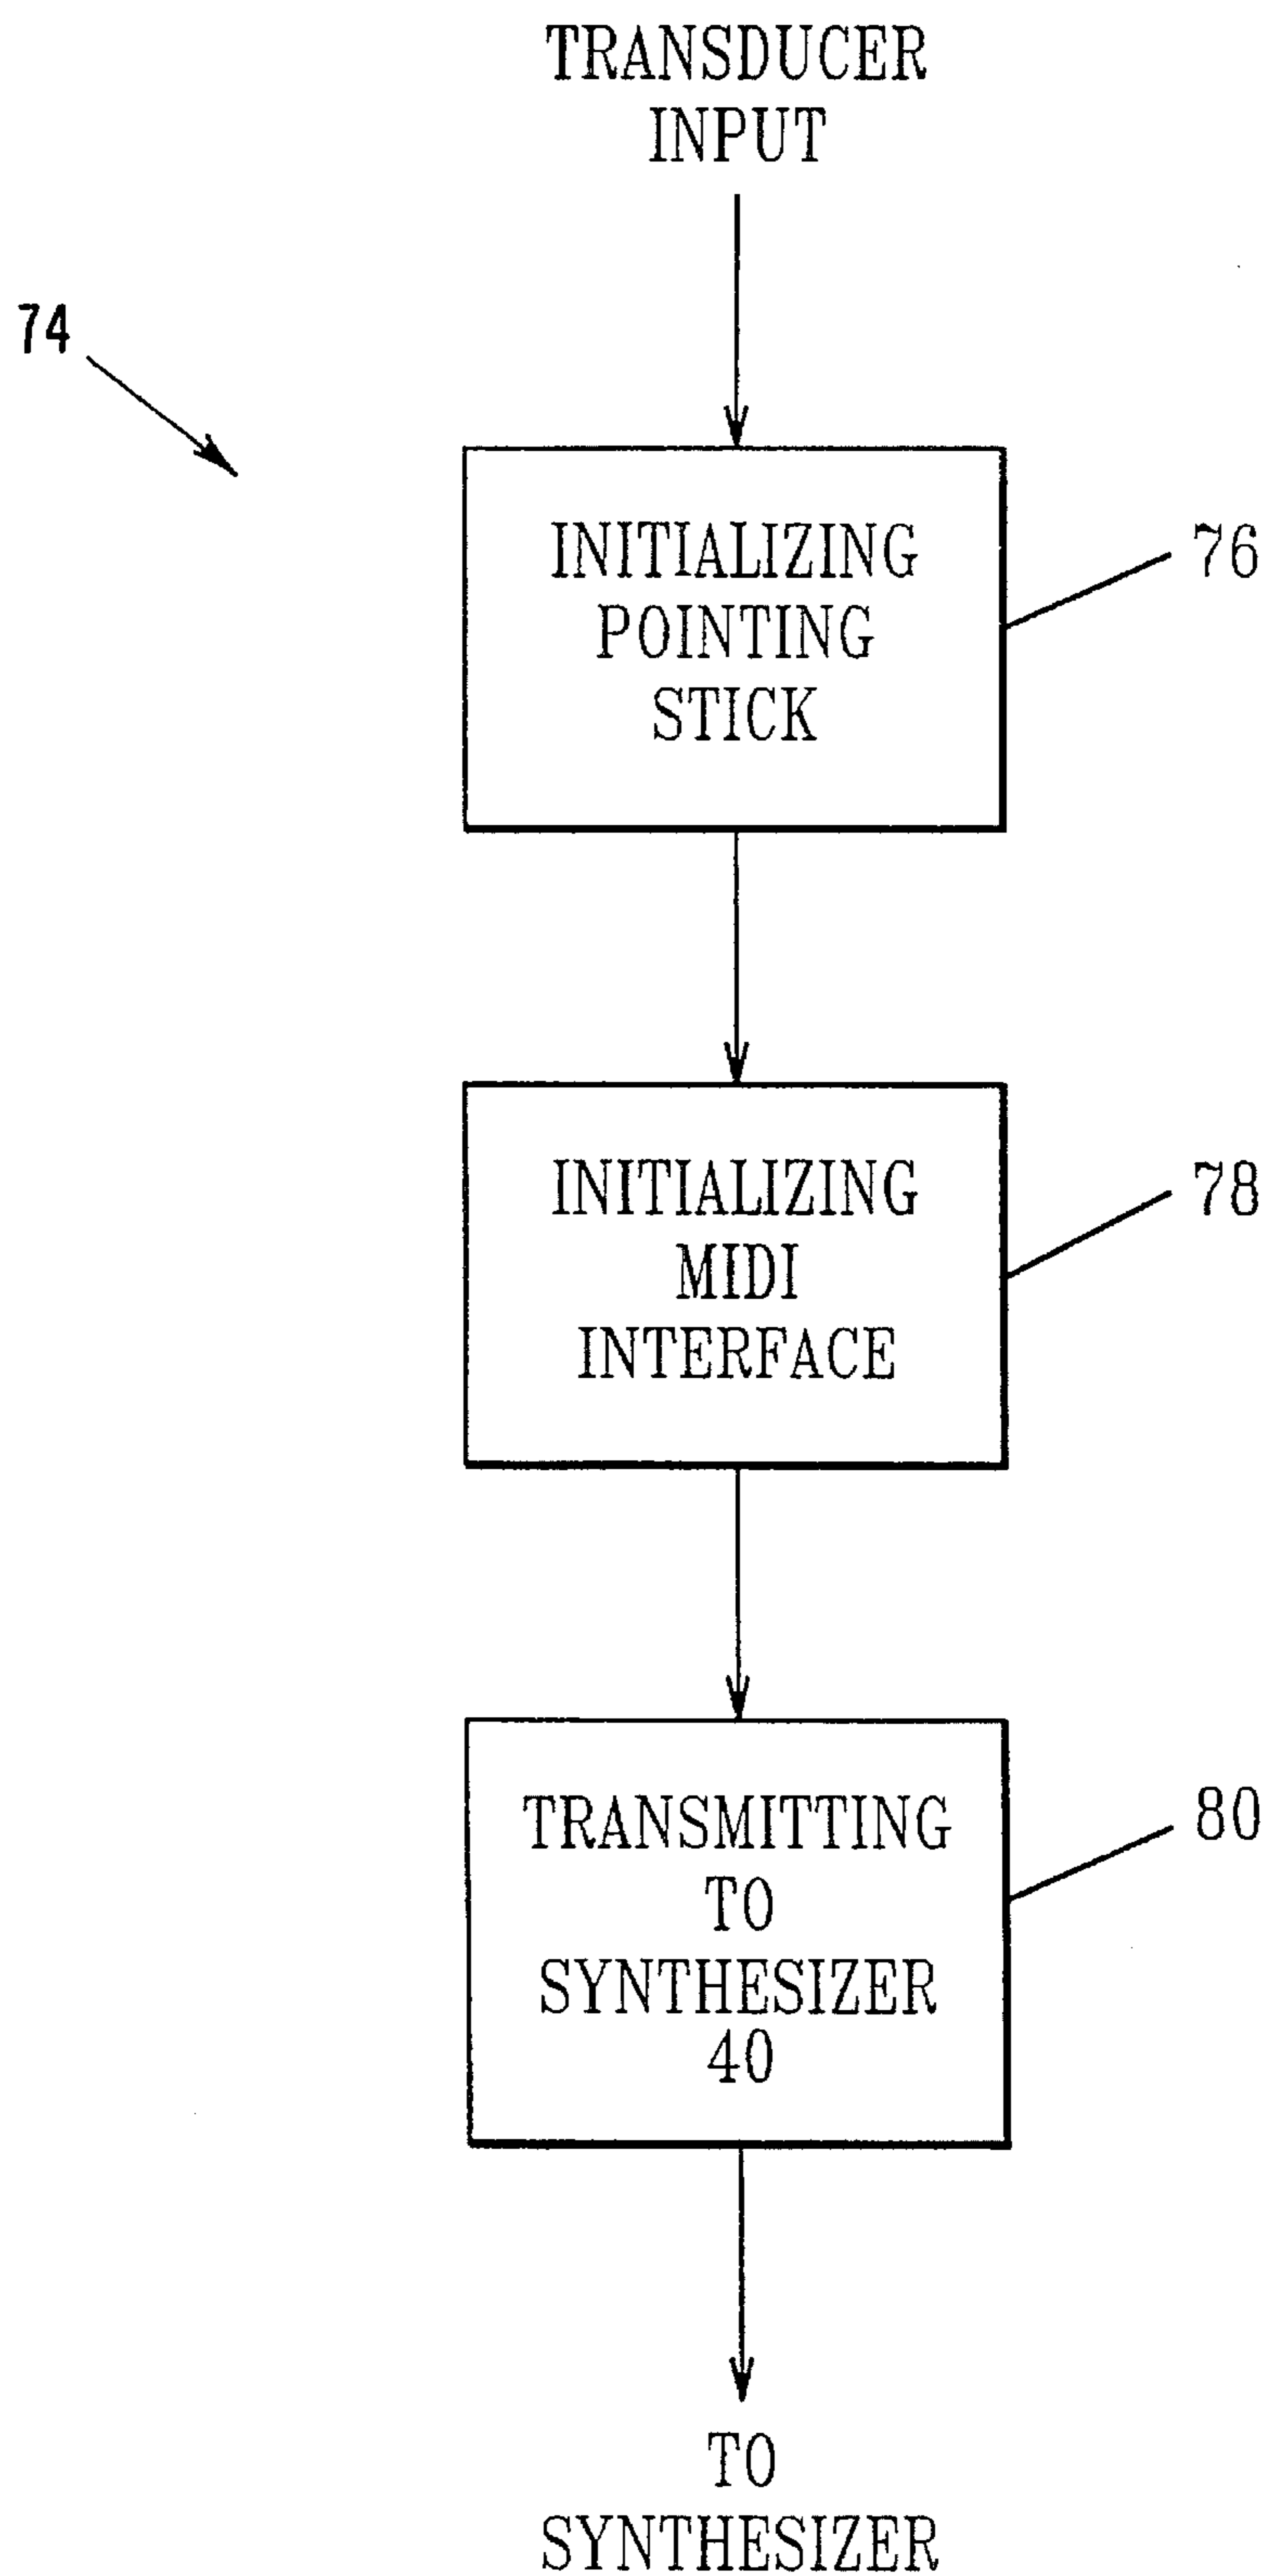 TRANSDUCER
INPUT
74
INITIALIZING
POINTING
STICK
76
INITIALIZING
MIDI
INTERFACE
78
TRANSMITTING
TO
SYNTHESIZER
40
80
TO
SYNTHESIZER